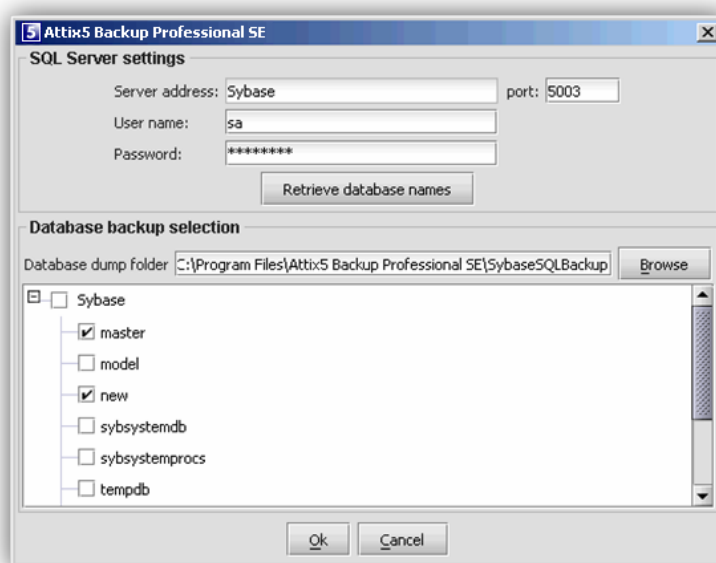 5 Attix5 Backup Professional SE
SQL Server settings
Server address: Sybase port: 5003
User name: sa
Password: ********
Retrieve database names
Database backup selection
Database dump folder C:\Program Files\Attix5 Backup Professional SE\SybaseSQLBackup Browse
Sybase
master
model
new
sybsystemdb
sybsystemprocs
tempdb
Ok Cancel